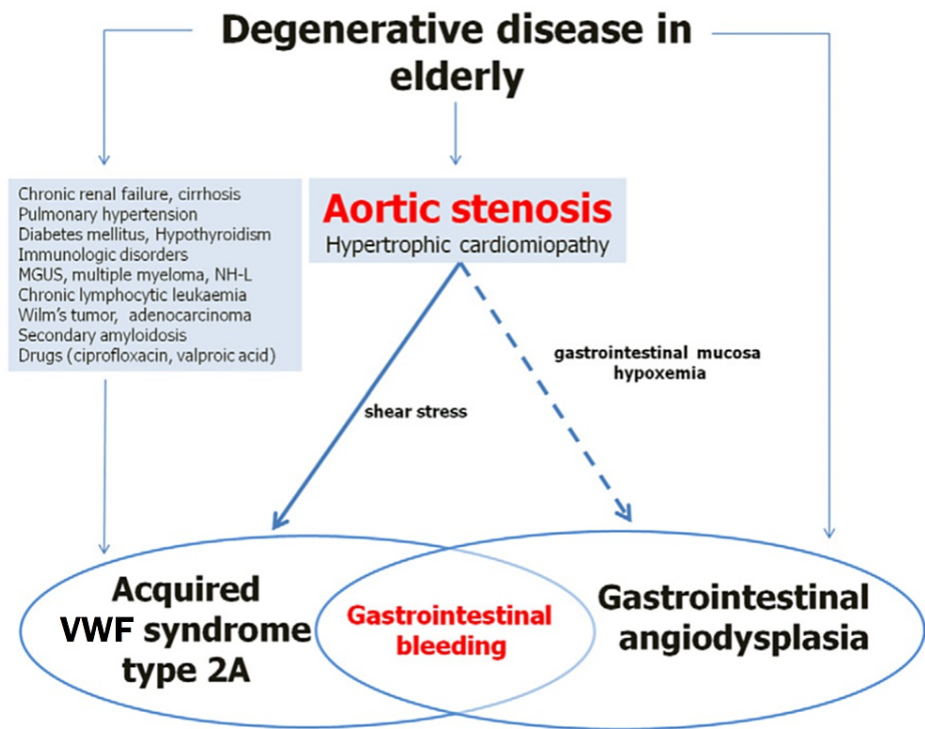 Degenerative disease in
elderly
Chronic renal failure, cirrhosis
Pulmonary hypertension
Diabetes mellitus, Hypothyroidism
Immunologic disorders
MGUS, multiple myeloma, NH-L
Chronic lymphocytic leukaemia
Wilm's tumor, adenocarcinoma
Secondary amyloidosis
Drugs (ciprofloxacin, valproic acid)
Aortic stenosis
Hypertrophic cardiomiopathy
gastrointestinal mucosa
hypoxemia
shear stress
Acquired
VWF syndrome
type 2A
Gastrointestinal
bleeding
Gastrointestinal
angiodysplasia